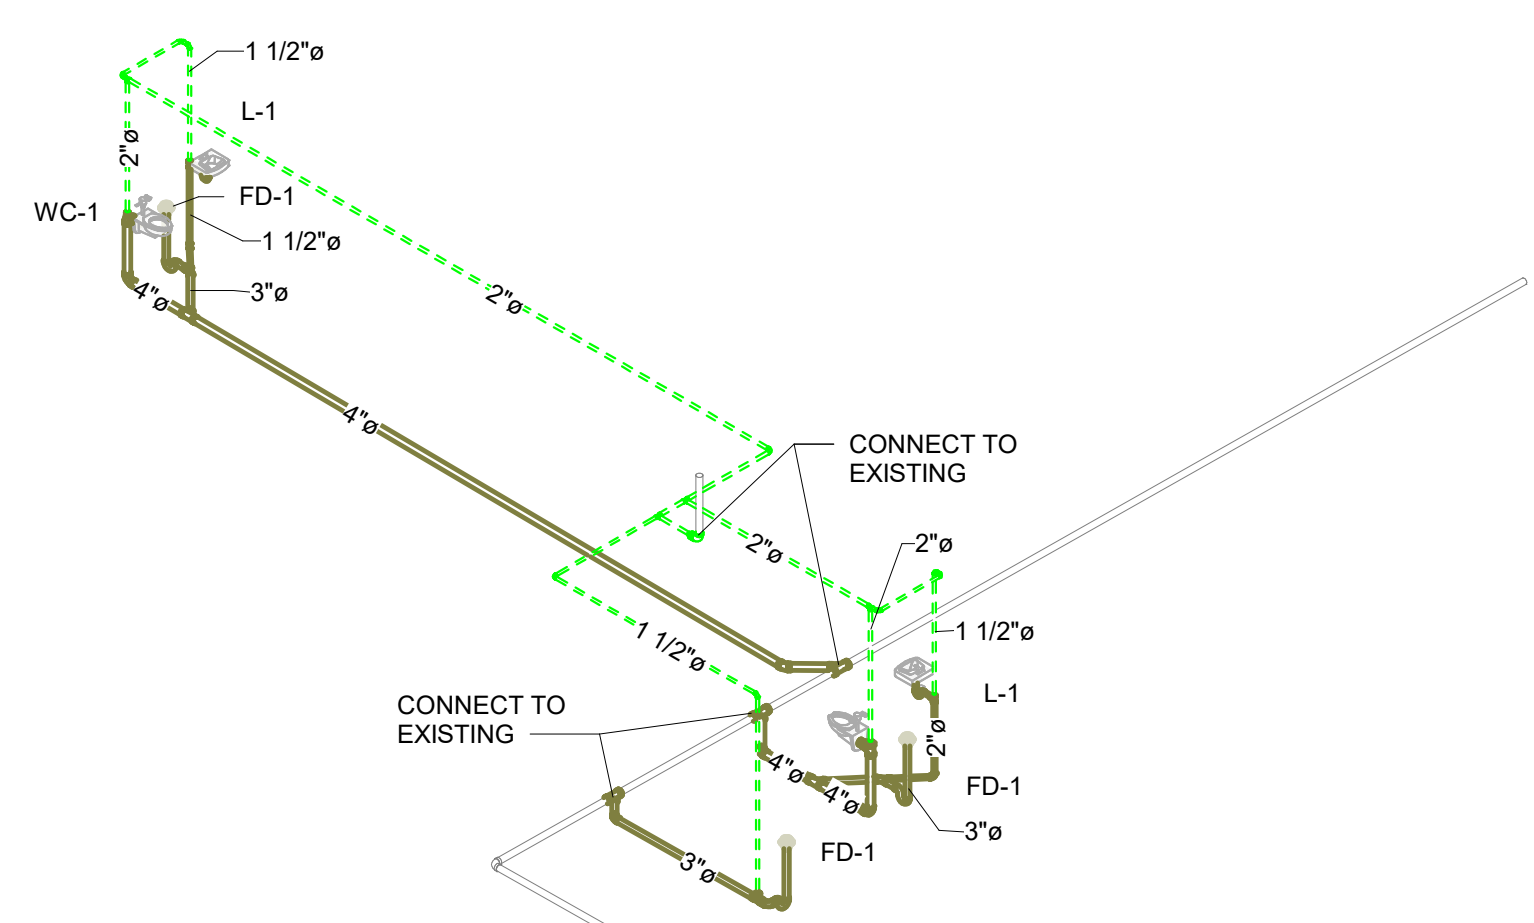 1 1/2"ø
L-1
2"ø
FD-1
WC-1
1 1/2"ø
4"ø
3"ø
2"ø
4"ø
CONNECT TO
EXISTING
2"ø
2"ø
1 1/2"ø
1 1/2"ø
L-1
CONNECT TO
EXISTING
2"ø
4"ø
4"ø
FD-1
3"ø
FD-1
3"ø